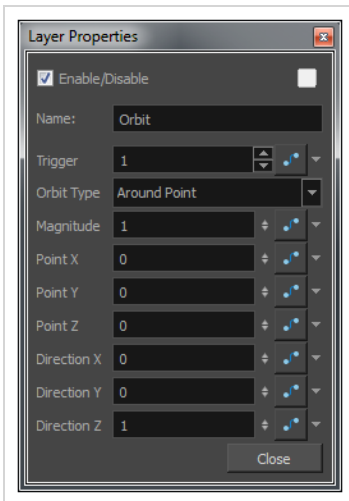 Layer Properties
Enable/Disable
Name: Orbit
Trigger 1
Orbit Type Around Point
Magnitude 1
Point X 0
Point Y 0
Point Z 0
Direction X 0
Direction Y 0
Direction Z 1
Close